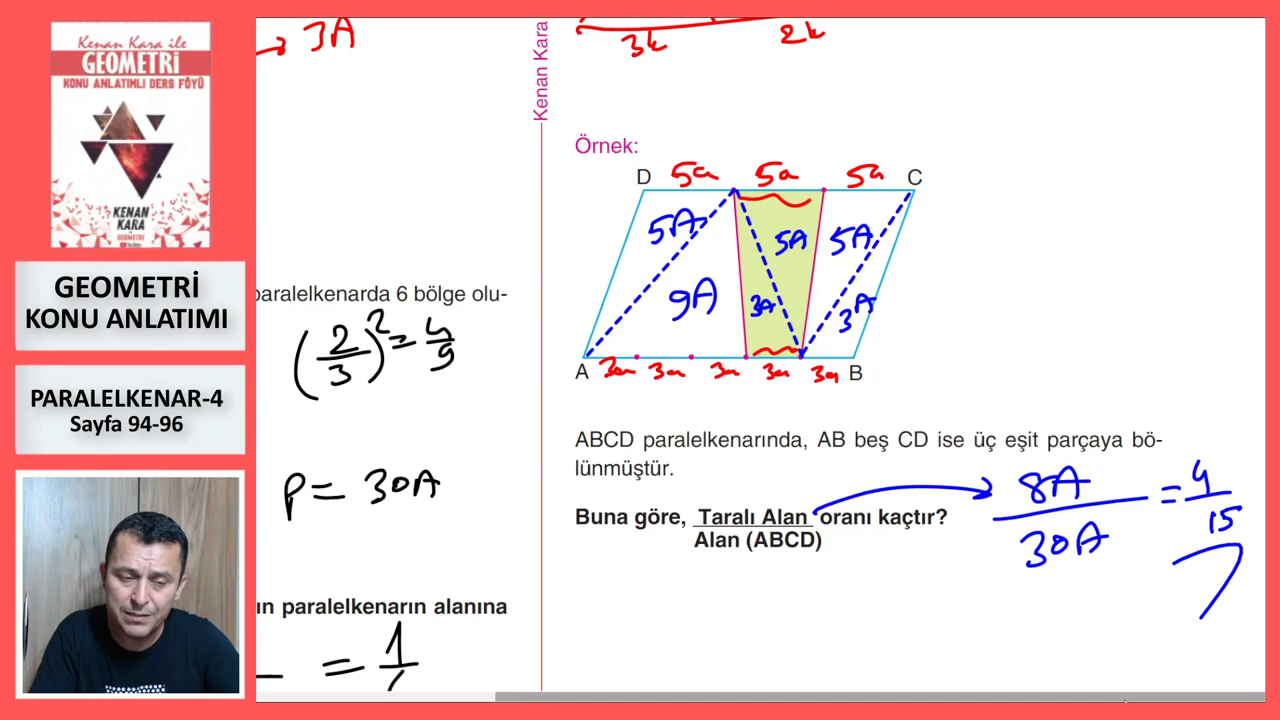 Kenan Kara ile
GEOMETRİ
KONU ANLATIMLI DERS FÖYÜ
KENAN
KARA
GEOMETRİ
GEOMETRİ
KONU ANLATIMI
PARALELKENAR-4
Sayfa 94-96
3A
paralelkenarda 6 bölge olu-
(2/3)² = 4/9
P = 30A
ın paralelkenarın alanına
= 1
3k 2k
Kenan Kara
Örnek:
5a 5a 5a
D C
5A 5A 5A
9A 3A 3A
3a 3a 3a 3a 3a
A B
ABCD paralelkenarında, AB beş CD ise üç eşit parçaya bö-
lünmüştür.
Buna göre, Taralı Alan oranı kaçtır?
Alan (ABCD)
8A/30A = 4/15